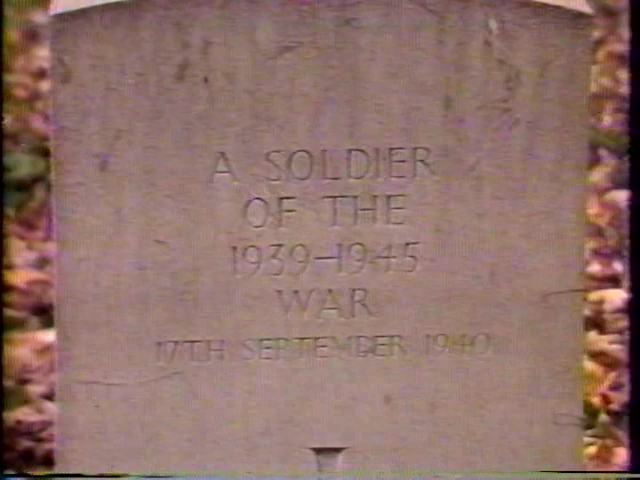 A SOLDIER
OF THE
1939–1945
WAR
17TH SEPTEMBER 1940